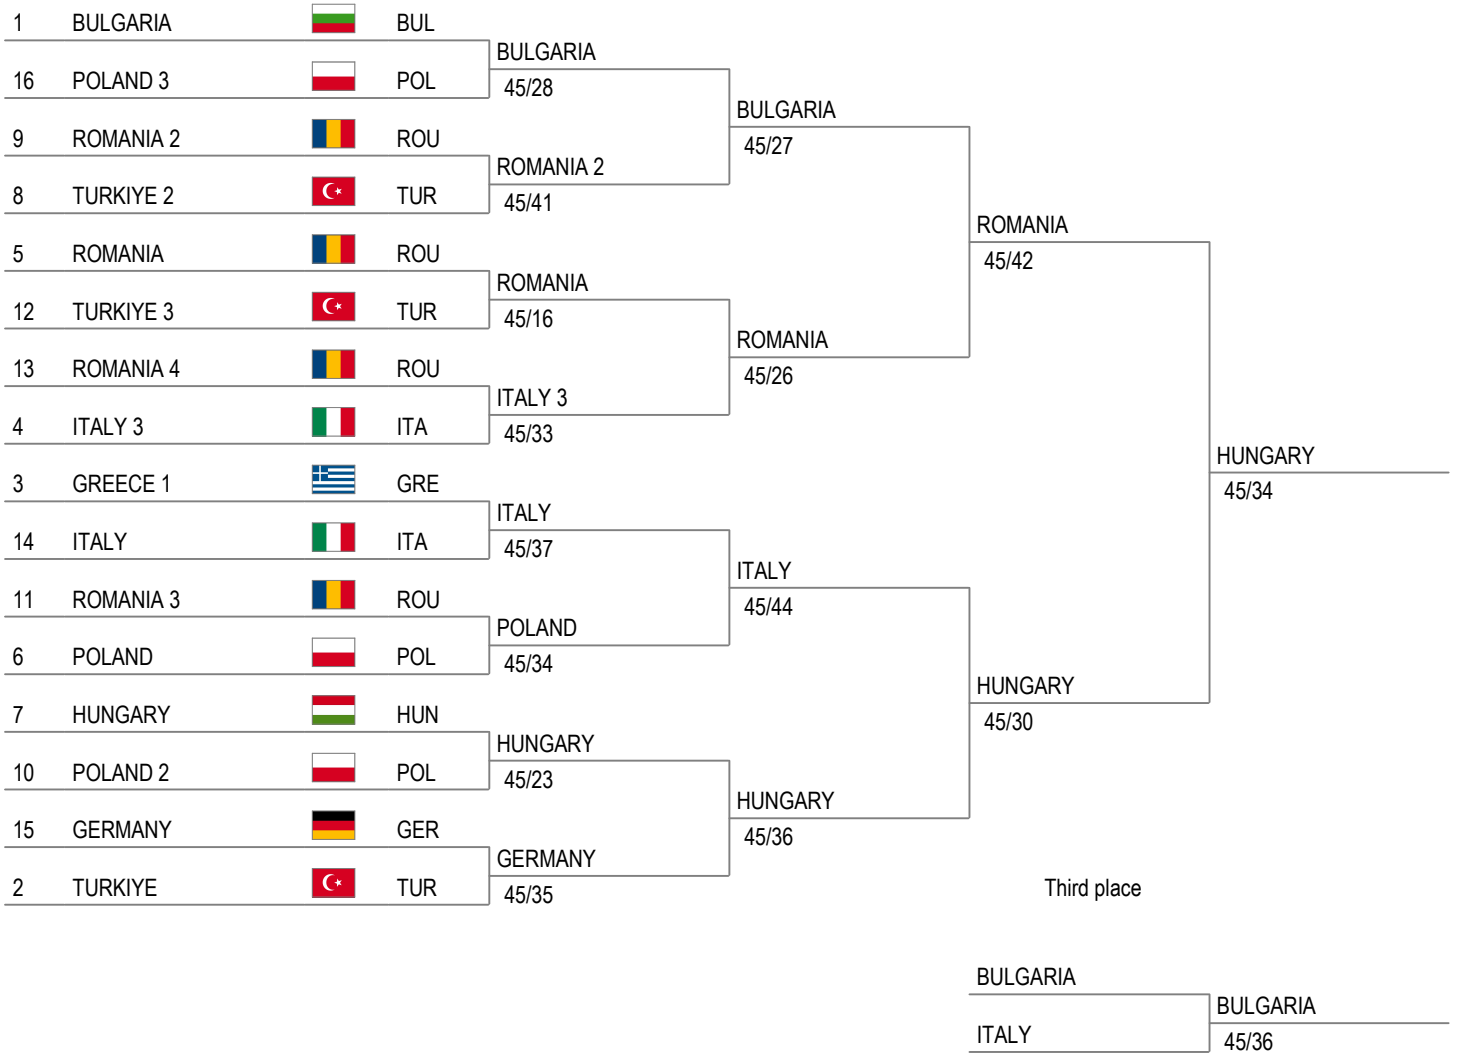 1 BULGARIA BUL
BULGARIA
16 POLAND 3 POL
45/28
BULGARIA
9 ROMANIA 2 ROU
45/27
ROMANIA 2
8 TURKIYE 2 TUR
45/41
ROMANIA
5 ROMANIA ROU
45/42
ROMANIA
12 TURKIYE 3 TUR
45/16
ROMANIA
13 ROMANIA 4 ROU
45/26
ITALY 3
4 ITALY 3 ITA
45/33
HUNGARY
3 GREECE 1 GRE
45/34
ITALY
14 ITALY ITA
45/37
ITALY
11 ROMANIA 3 ROU
45/44
POLAND
6 POLAND POL
45/34
HUNGARY
7 HUNGARY HUN
45/30
HUNGARY
10 POLAND 2 POL
45/23
HUNGARY
15 GERMANY GER
45/36
GERMANY
2 TURKIYE TUR
45/35
Third place
BULGARIA
BULGARIA
ITALY
45/36